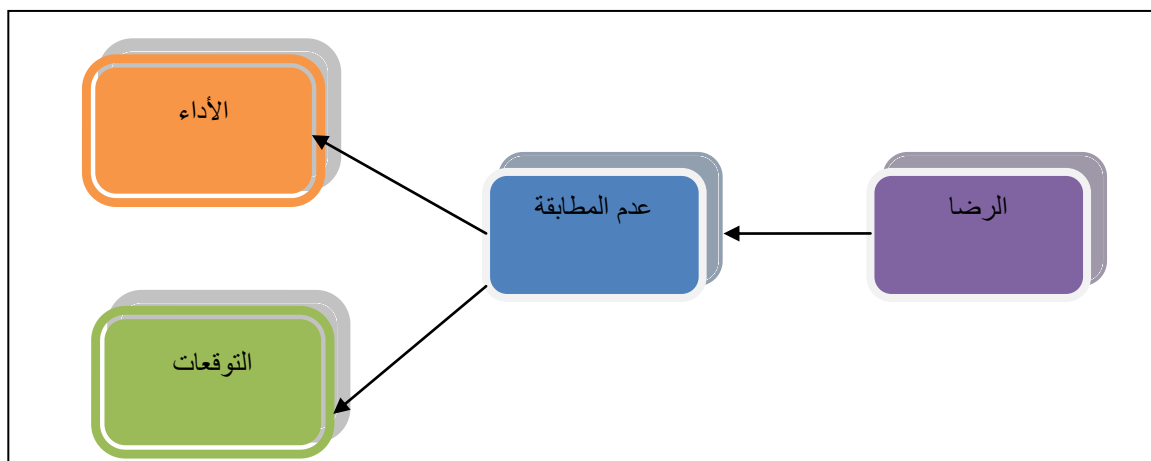 الأداء
عدم المطابقة
الرضا
التوقعات